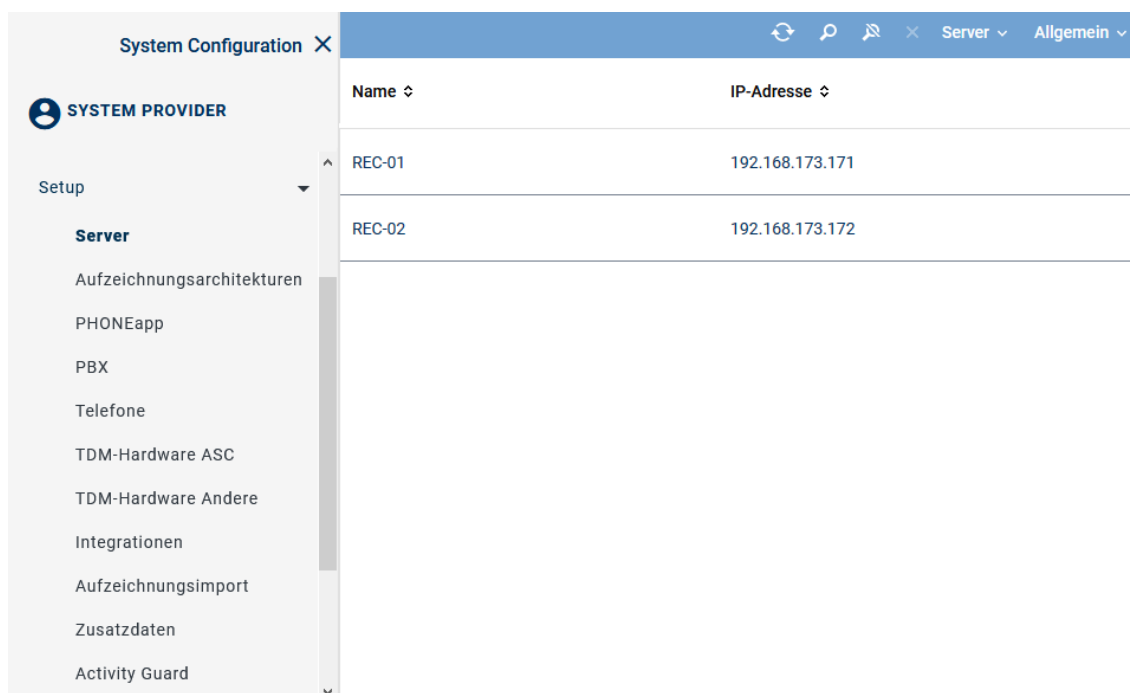 System Configuration
SYSTEM PROVIDER
Setup
Server
Aufzeichnungsarchitekturen
PHONEapp
PBX
Telefone
TDM-Hardware ASC
TDM-Hardware Andere
Integrationen
Aufzeichnungsimport
Zusatzdaten
Activity Guard
Server Allgemein
Name IP-Adresse
REC-01 192.168.173.171
REC-02 192.168.173.172